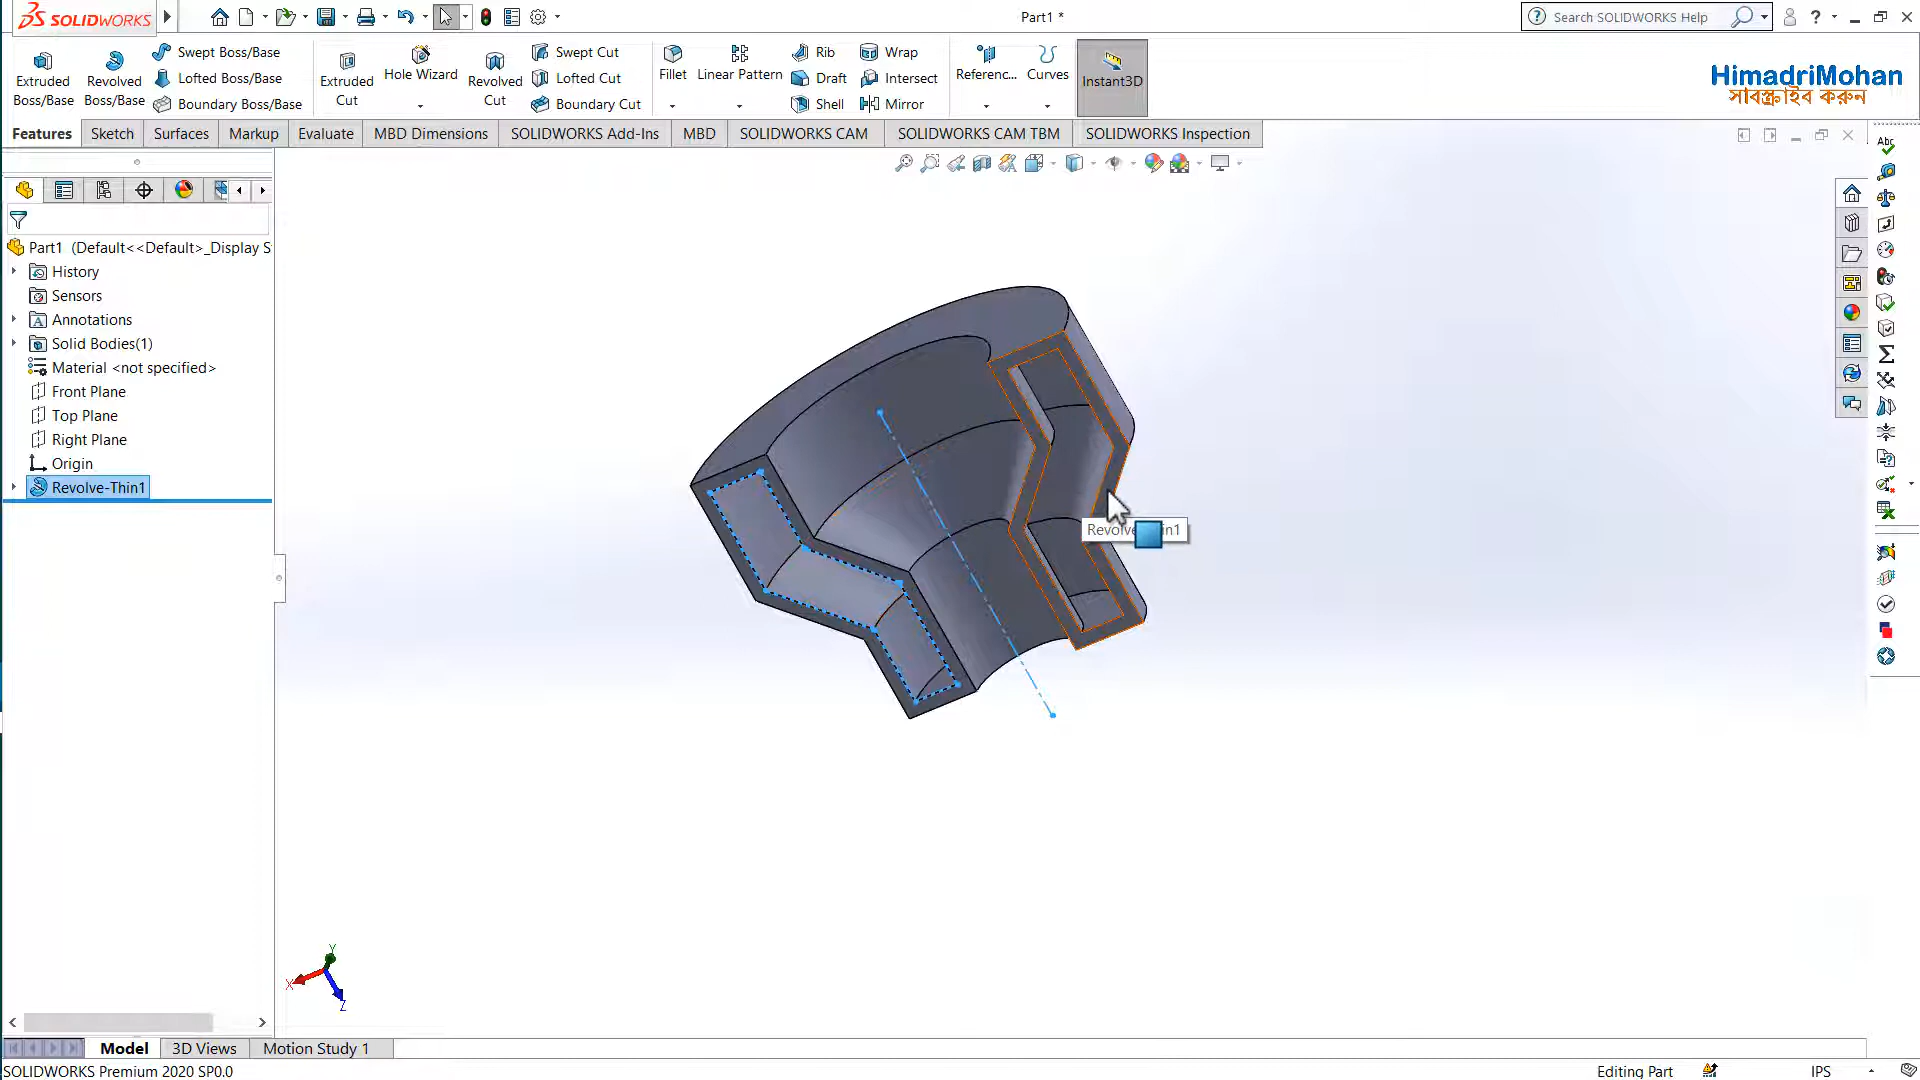 SOLIDWORKS
Part1 *
Search SOLIDWORKS Help
Extruded Boss/Base
Revolved Boss/Base
Swept Boss/Base
Lofted Boss/Base
Boundary Boss/Base
Extruded Cut
Hole Wizard
Revolved Cut
Swept Cut
Lofted Cut
Boundary Cut
Fillet
Linear Pattern
Rib
Draft
Shell
Wrap
Intersect
Mirror
Referenc...
Curves
Instant3D
HimadriMohan
সাবস্ক্রাইব করুন
Features Sketch Surfaces Markup Evaluate MBD Dimensions SOLIDWORKS Add-Ins MBD SOLIDWORKS CAM SOLIDWORKS CAM TBM SOLIDWORKS Inspection
Part1 (Default<<Default>_Display S
History
Sensors
Annotations
Solid Bodies(1)
Material <not specified>
Front Plane
Top Plane
Right Plane
Origin
Revolve-Thin1
Y
X
Z
Model 3D Views Motion Study 1
SOLIDWORKS Premium 2020 SP0.0
Editing Part
IPS